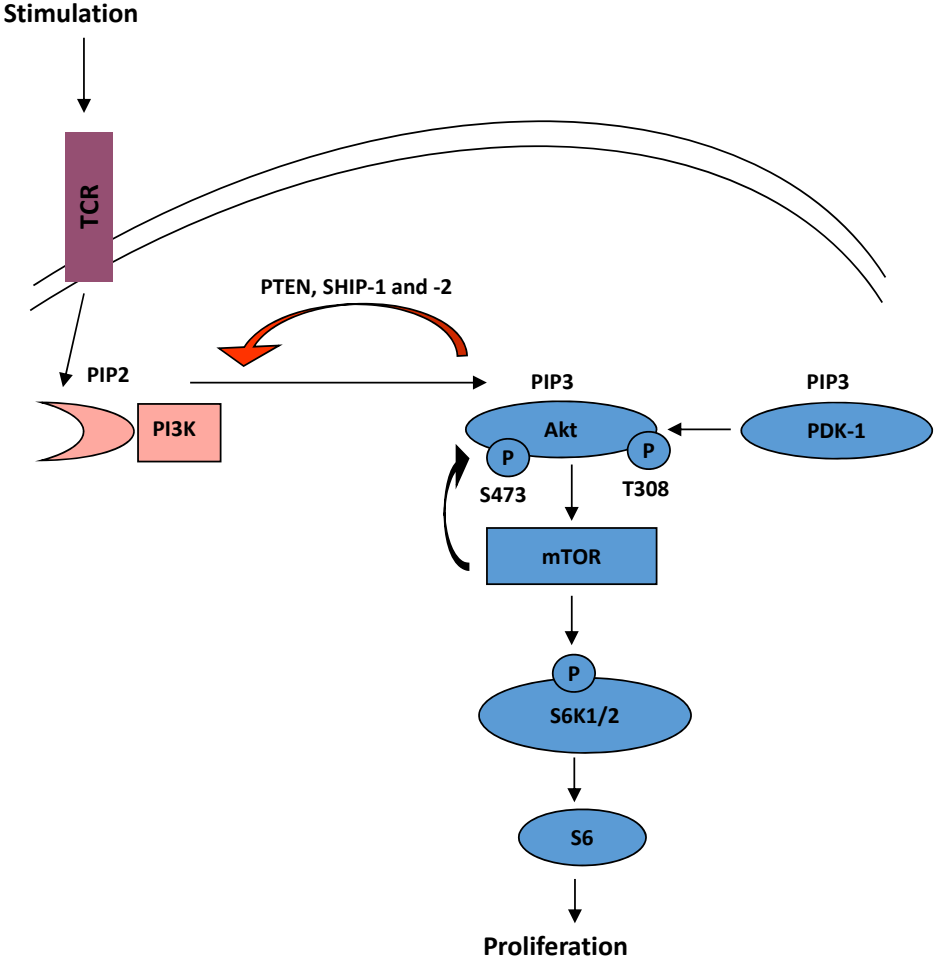 Stimulation
TCR
PTEN, SHIP-1 and -2
PIP2
PI3K
PIP3
Akt
P
S473
P
T308
PIP3
PDK-1
mTOR
P
S6K1/2
S6
Proliferation